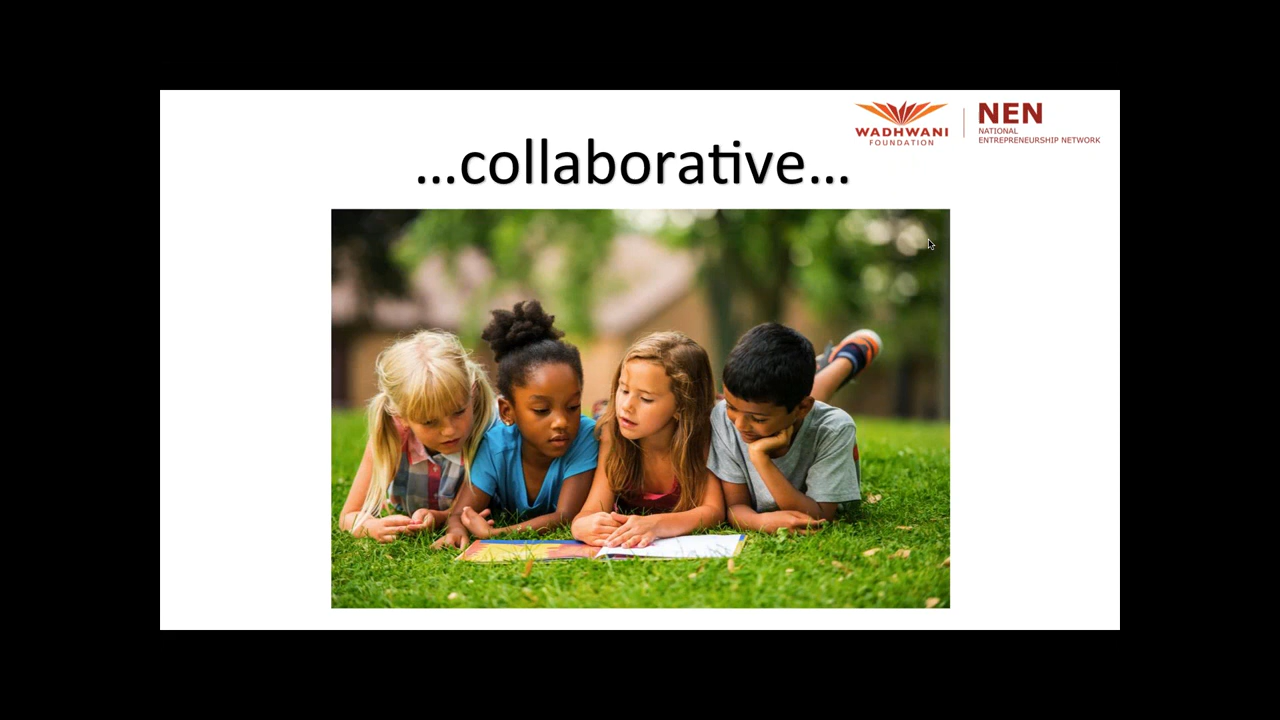 WADHWANI
FOUNDATION
NEN
NATIONAL
ENTREPRENEURSHIP NETWORK
...collaborative...